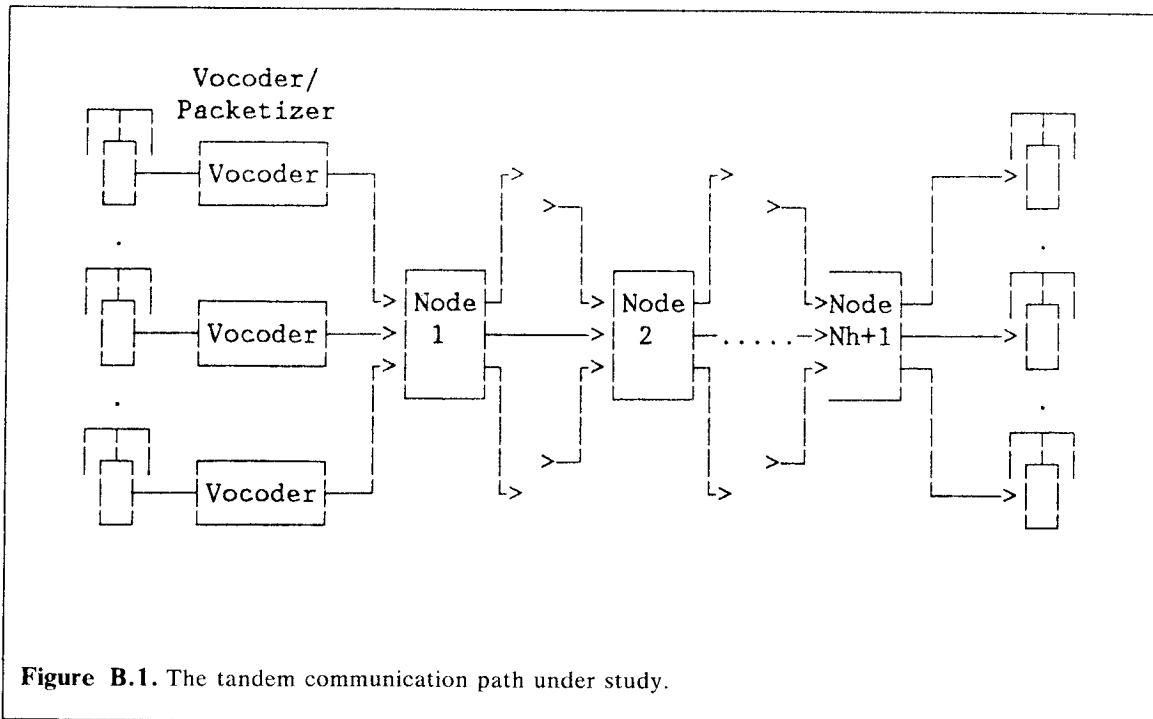 Vocoder/
Packetizer
Vocoder
Vocoder
Vocoder
Node
1
Node
2
.....
Node
Nh+1
Figure B.1. The tandem communication path under study.